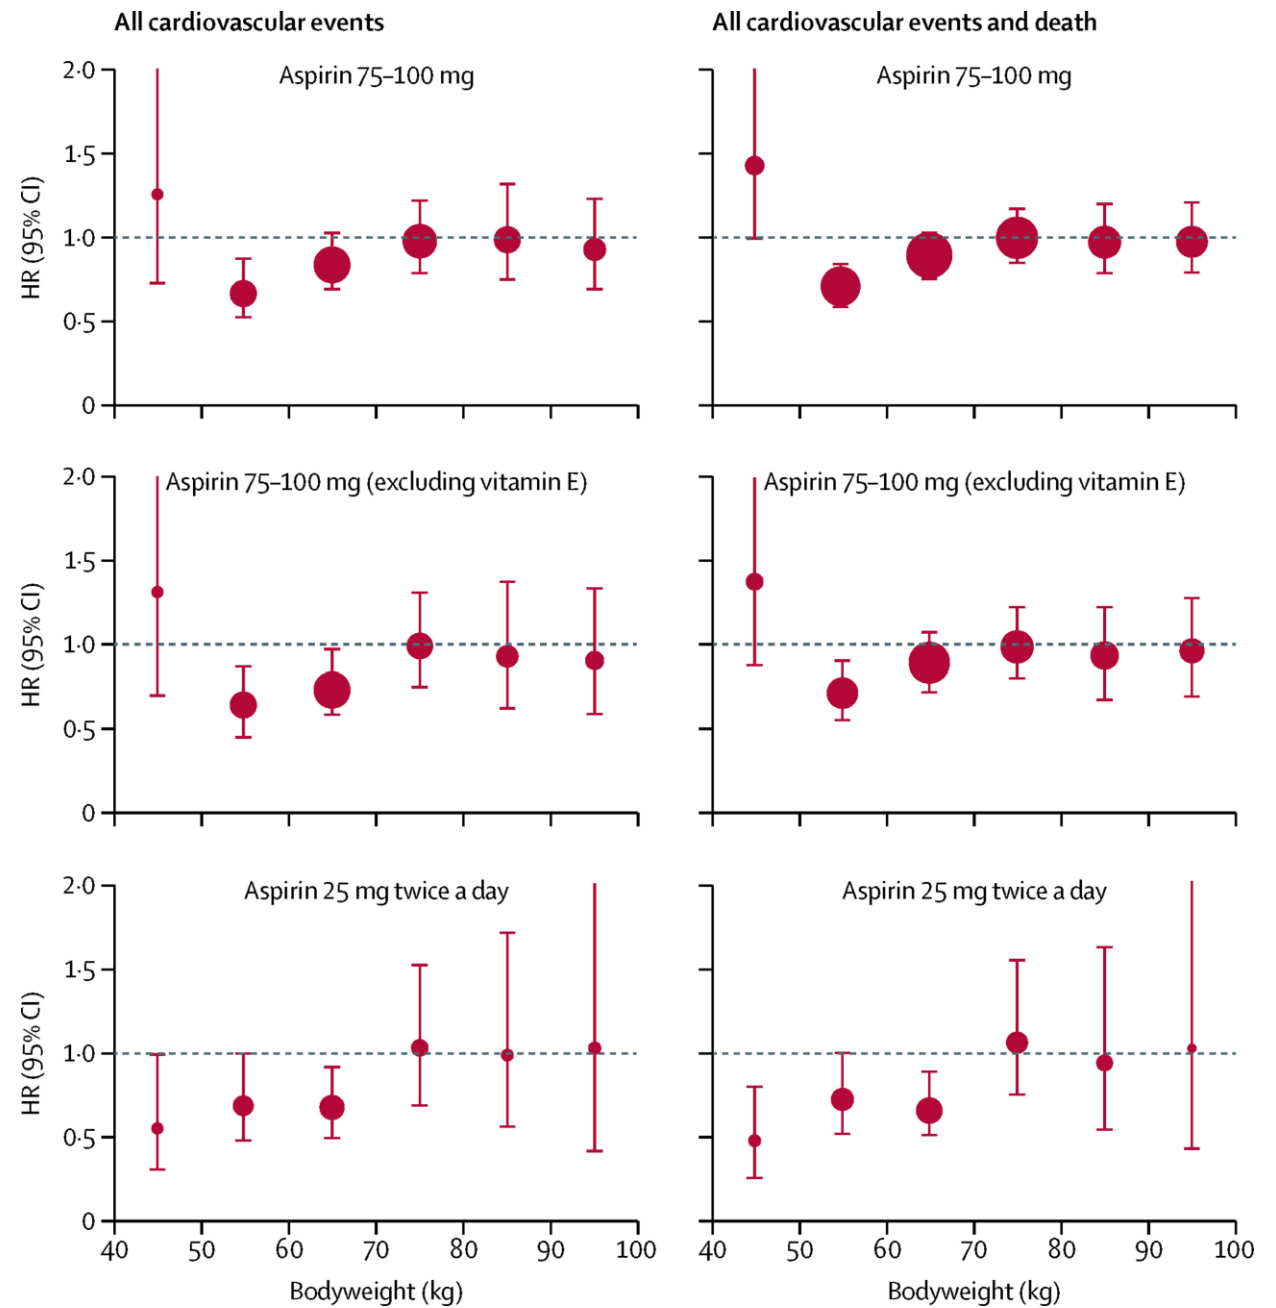 All cardiovascular events
All cardiovascular events and death
Aspirin 75–100 mg
2·0
1·5
1·0
0·5
0
HR (95% CI)
Aspirin 75–100 mg
Aspirin 75–100 mg (excluding vitamin E)
2·0
1·5
1·0
0·5
0
HR (95% CI)
Aspirin 75–100 mg (excluding vitamin E)
Aspirin 25 mg twice a day
2·0
1·5
1·0
0·5
0
HR (95% CI)
40 50 60 70 80 90 100
Bodyweight (kg)
Aspirin 25 mg twice a day
40 50 60 70 80 90 100
Bodyweight (kg)